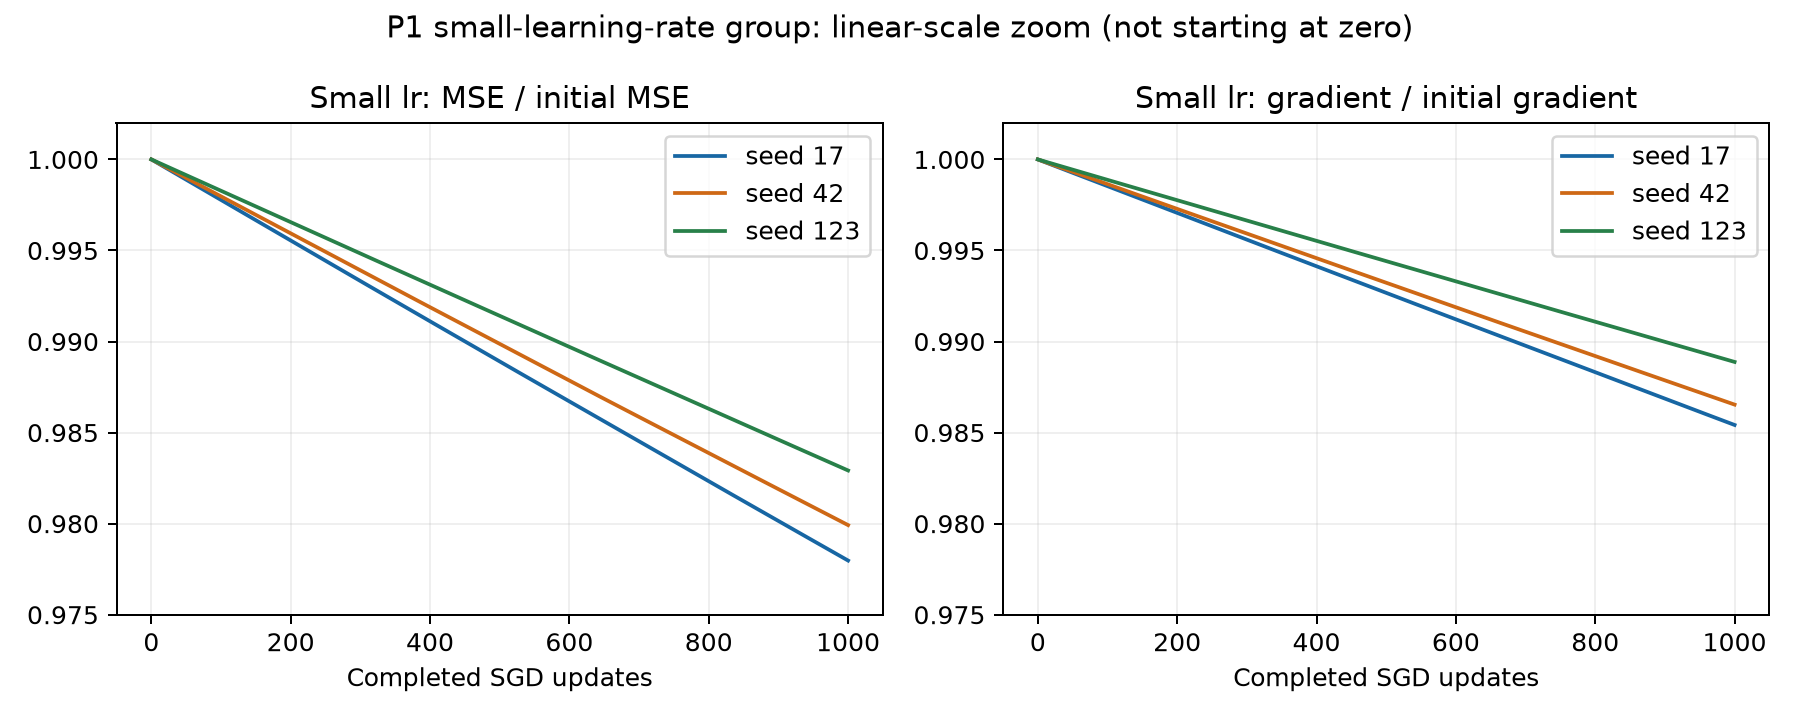 P1 small-learning-rate group: linear-scale zoom (not starting at zero)
Small lr: MSE / initial MSE
1.000
0.995
0.990
0.985
0.980
0.975
0 200 400 600 800 1000
Completed SGD updates
seed 17
seed 42
seed 123
Small lr: gradient / initial gradient
1.000
0.995
0.990
0.985
0.980
0.975
0 200 400 600 800 1000
Completed SGD updates
seed 17
seed 42
seed 123